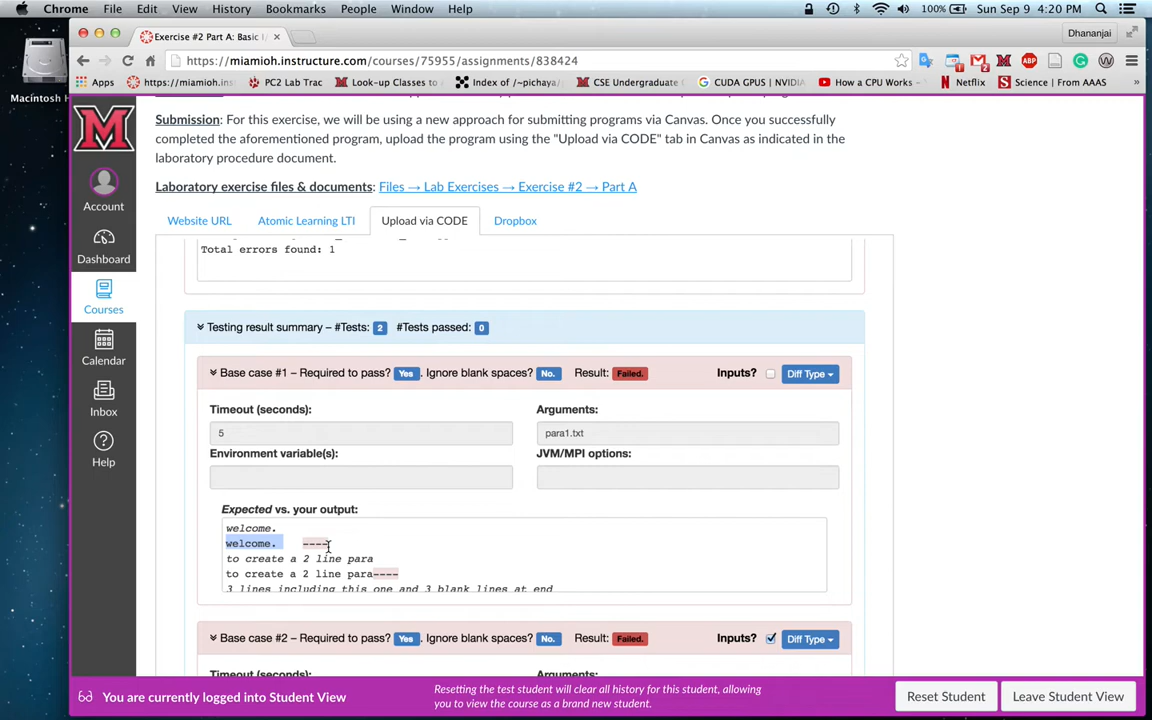 Chrome File Edit View History Bookmarks People Window Help 100% Sun Sep 9 4:20 PM
Exercise #2 Part A: Basic I/
Dhananjai
https://miamioh.instructure.com/courses/75955/assignments/838424
Apps https://miamioh.ins PC2 Lab Trac Look-up Classes to Index of /~pichaya/ CSE Undergraduate CUDA GPUS | NVIDIA How a CPU Works Netflix Science | From AAAS »
Macintosh H
Submission: For this exercise, we will be using a new approach for submitting programs via Canvas. Once you successfully
completed the aforementioned program, upload the program using the "Upload via CODE" tab in Canvas as indicated in the
laboratory procedure document.
Laboratory exercise files & documents: Files → Lab Exercises → Exercise #2 → Part A
Account
Dashboard
Courses
Calendar
Inbox
Help
Website URL Atomic Learning LTI Upload via CODE Dropbox
Total errors found: 1
Testing result summary – #Tests: 2 #Tests passed: 0
Base case #1 – Required to pass? Yes. Ignore blank spaces? No. Result: Failed. Inputs? Diff Type
Timeout (seconds): Arguments:
5 para1.txt
Environment variable(s): JVM/MPI options:
Expected vs. your output:
welcome.
welcome. ----
to create a 2 line para
to create a 2 line para----
3 lines including this one and 3 blank lines at end
Base case #2 – Required to pass? Yes. Ignore blank spaces? No. Result: Failed. Inputs? Diff Type
Timeout (seconds): Arguments:
You are currently logged into Student View
Resetting the test student will clear all history for this student, allowing
you to view the course as a brand new student.
Reset Student Leave Student View